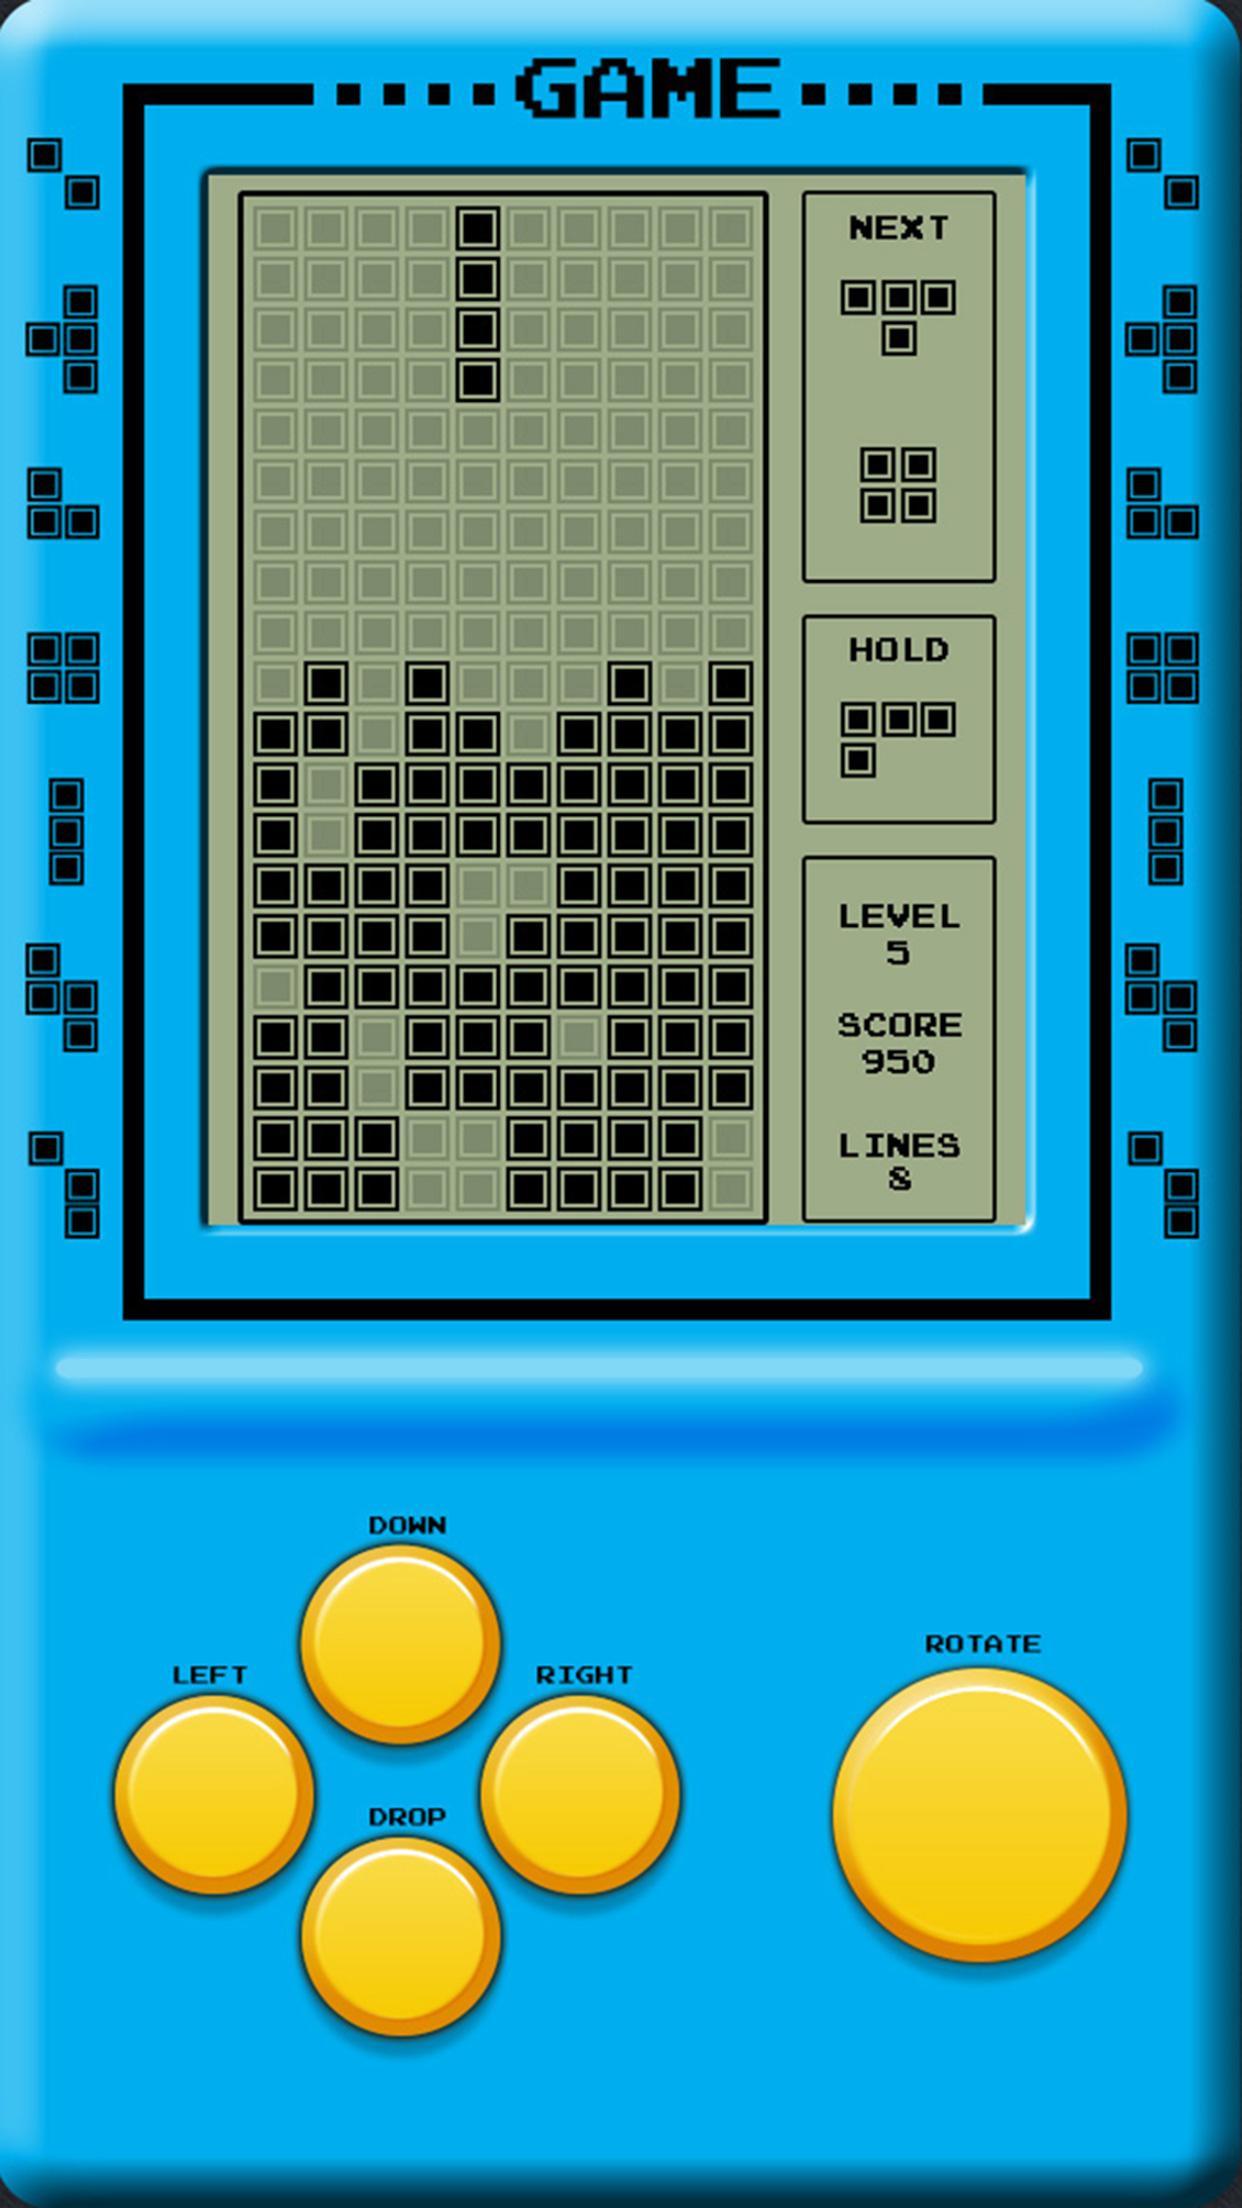 GAME
NEXT
HOLD
LEVEL
5
SCORE
950
LINES
8
DOWN
LEFT
RIGHT
ROTATE
DROP